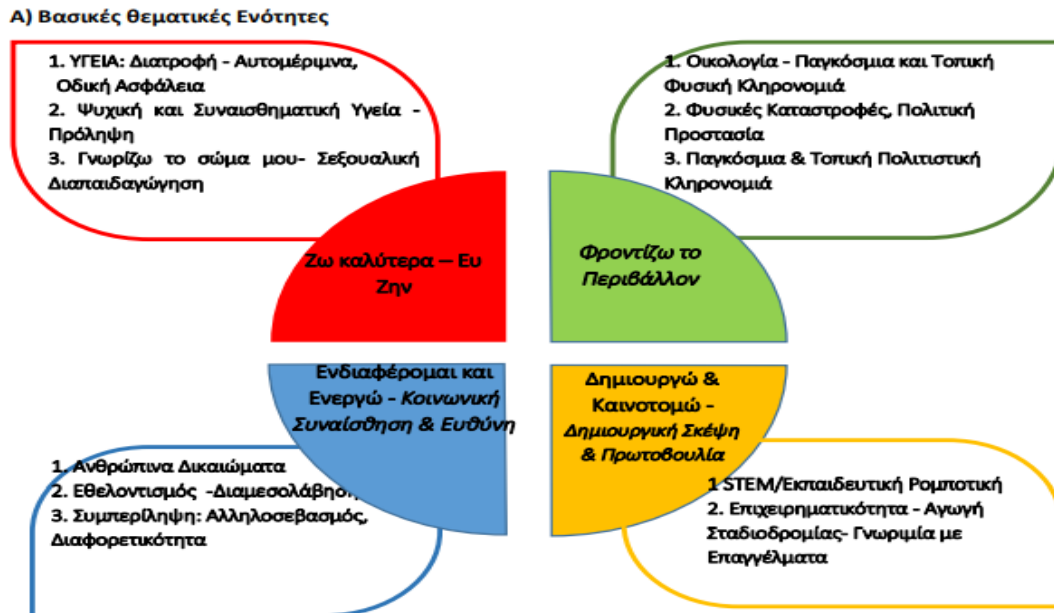 Α) Βασικές θεματικές Ενότητες
1. ΥΓΕΙΑ: Διατροφή - Αυτομέριμνα,
Οδική Ασφάλεια
2. Ψυχική και Συναισθηματική Υγεία -
Πρόληψη
3. Γνωρίζω το σώμα μου- Σεξουαλική
Διαπαιδαγώγηση
1. Οικολογία - Παγκόσμια και Τοπική
Φυσική Κληρονομιά
2. Φυσικές Καταστροφές, Πολιτική
Προστασία
3. Παγκόσμια & Τοπική Πολιτιστική
Κληρονομιά
Ζω καλύτερα – Ευ
Ζην
Φροντίζω το
Περιβάλλον
Ενδιαφέρομαι και
Ενεργώ - Κοινωνική
Συναίσθηση & Ευθύνη
Δημιουργώ &
Καινοτομώ -
Δημιουργική Σκέψη
& Πρωτοβουλία
1. Ανθρώπινα Δικαιώματα
2. Εθελοντισμός -Διαμεσολάβηση
3. Συμπερίληψη: Αλληλοσεβασμός,
Διαφορετικότητα
1 STEM/Εκπαιδευτική Ρομποτική
2. Επιχειρηματικότητα - Αγωγή
Σταδιοδρομίας- Γνωριμία με
Επαγγέλματα